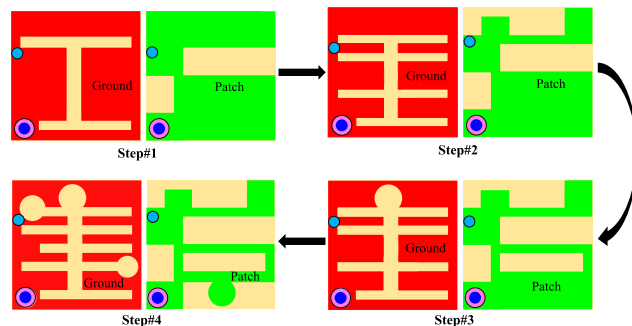 Ground
Patch
Step#1
Ground
Patch
Step#2
Ground
Patch
Step#4
Ground
Patch
Step#3